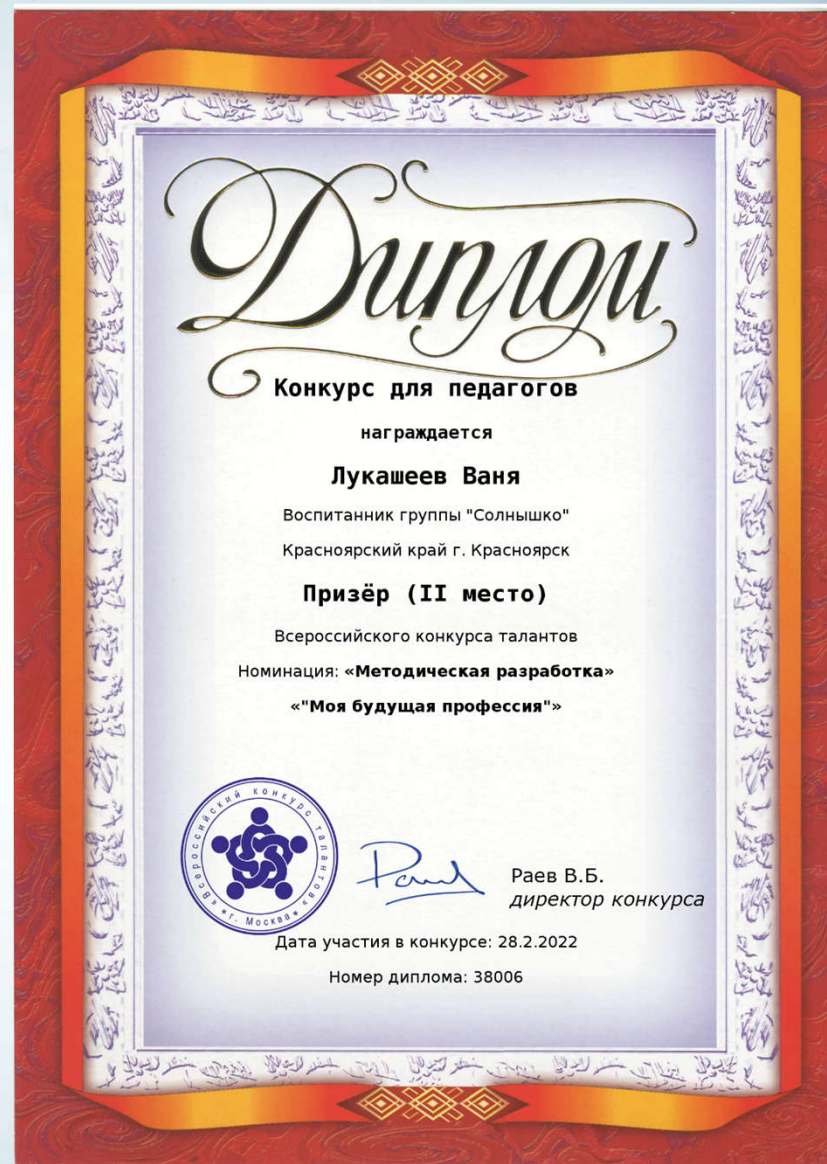 Диплом
Конкурс для педагогов
награждается
Лукашеев Ваня
Воспитанник группы "Солнышко"
Красноярский край г. Красноярск
Призёр (II место)
Всероссийского конкурса талантов
Номинация: «Методическая разработка»
«"Моя будущая профессия"»
«Всероссийский конкурс талантов»
* г. Москва *
Раев В.Б.
директор конкурса
Дата участия в конкурсе: 28.2.2022
Номер диплома: 38006